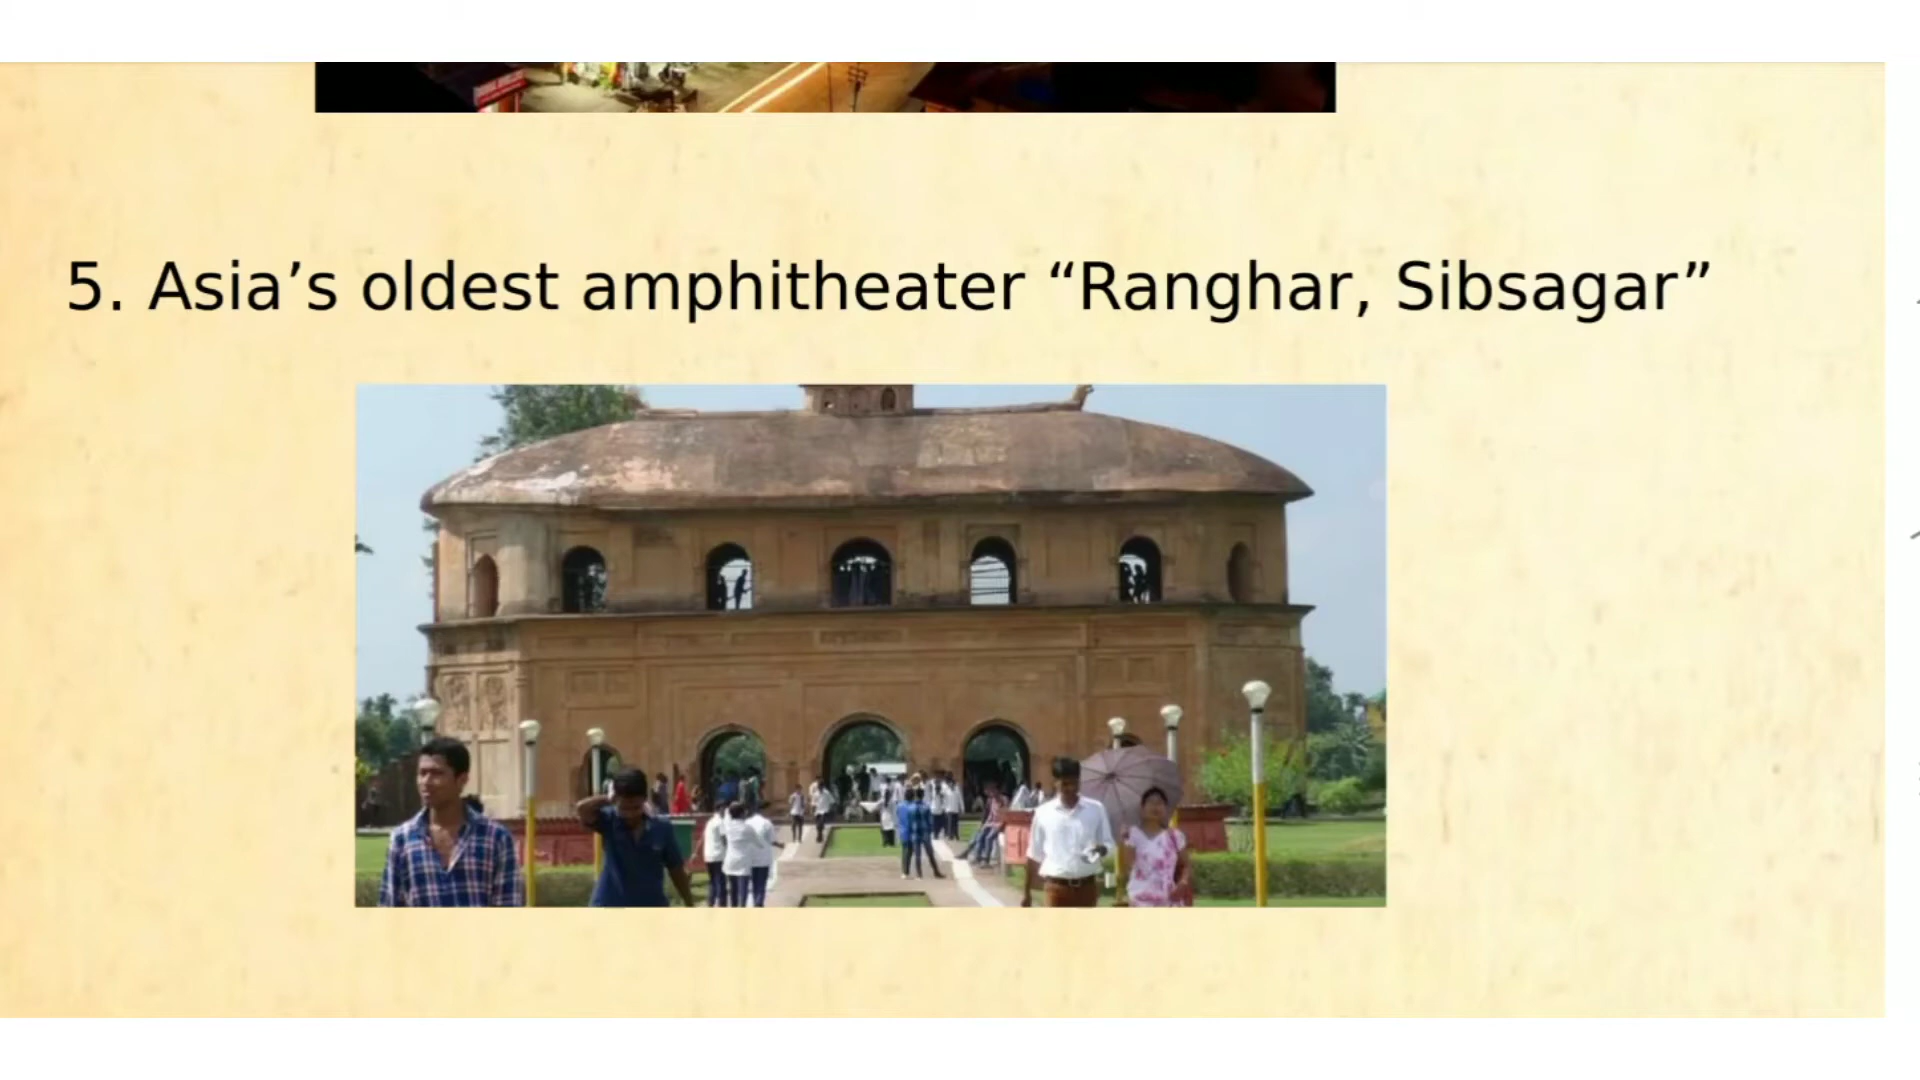 5. Asia’s oldest amphitheater “Ranghar, Sibsagar”